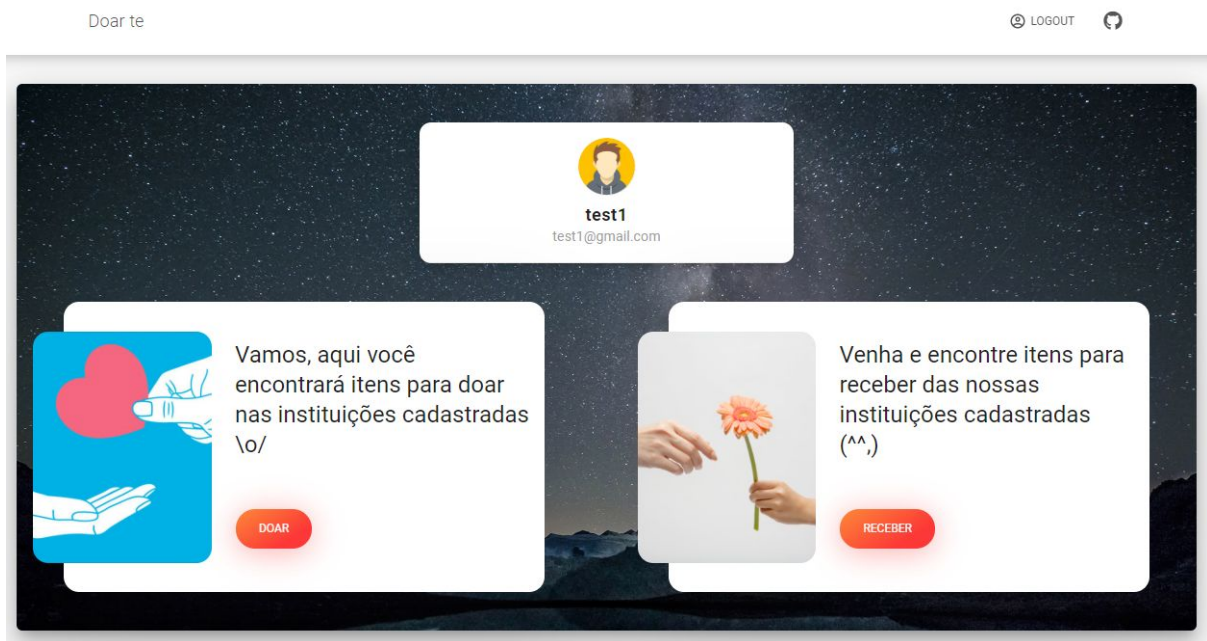 Doar te
LOGOUT
test1
test1@gmail.com
Vamos, aqui você
encontrará itens para doar
nas instituições cadastradas
\o/
DOAR
Venha e encontre itens para
receber das nossas
instituições cadastradas
(^^,)
RECEBER